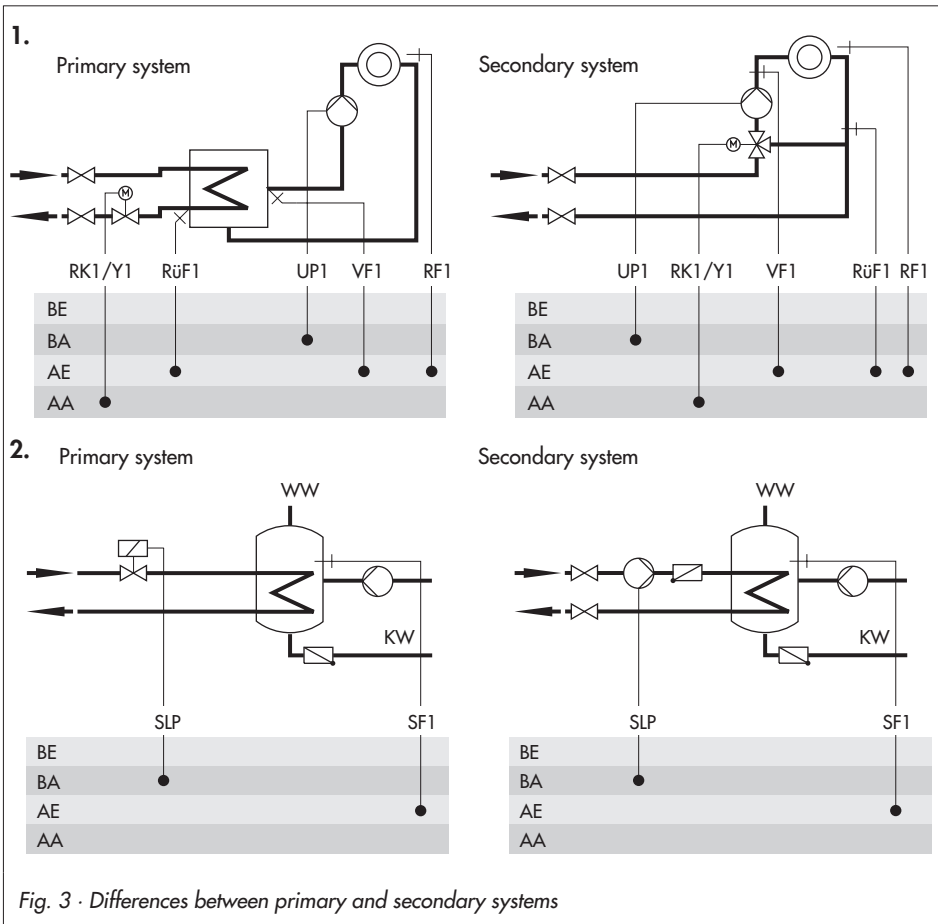 1.
Primary system
Secondary system
M
M
RK1/Y1 RüF1 UP1 VF1 RF1
UP1 RK1/Y1 VF1 RüF1 RF1
BE
BA
AE
AA
BE
BA
AE
AA
2.
Primary system
Secondary system
WW
WW
KW
KW
SLP SF1
SLP SF1
BE
BA
AE
AA
BE
BA
AE
AA
Fig. 3 · Differences between primary and secondary systems